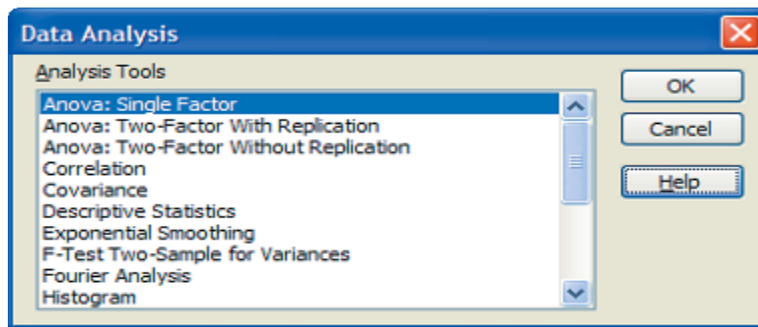 Data Analysis
Analysis Tools
Anova: Single Factor
Anova: Two-Factor With Replication
Anova: Two-Factor Without Replication
Correlation
Covariance
Descriptive Statistics
Exponential Smoothing
F-Test Two-Sample for Variances
Fourier Analysis
Histogram
OK
Cancel
Help